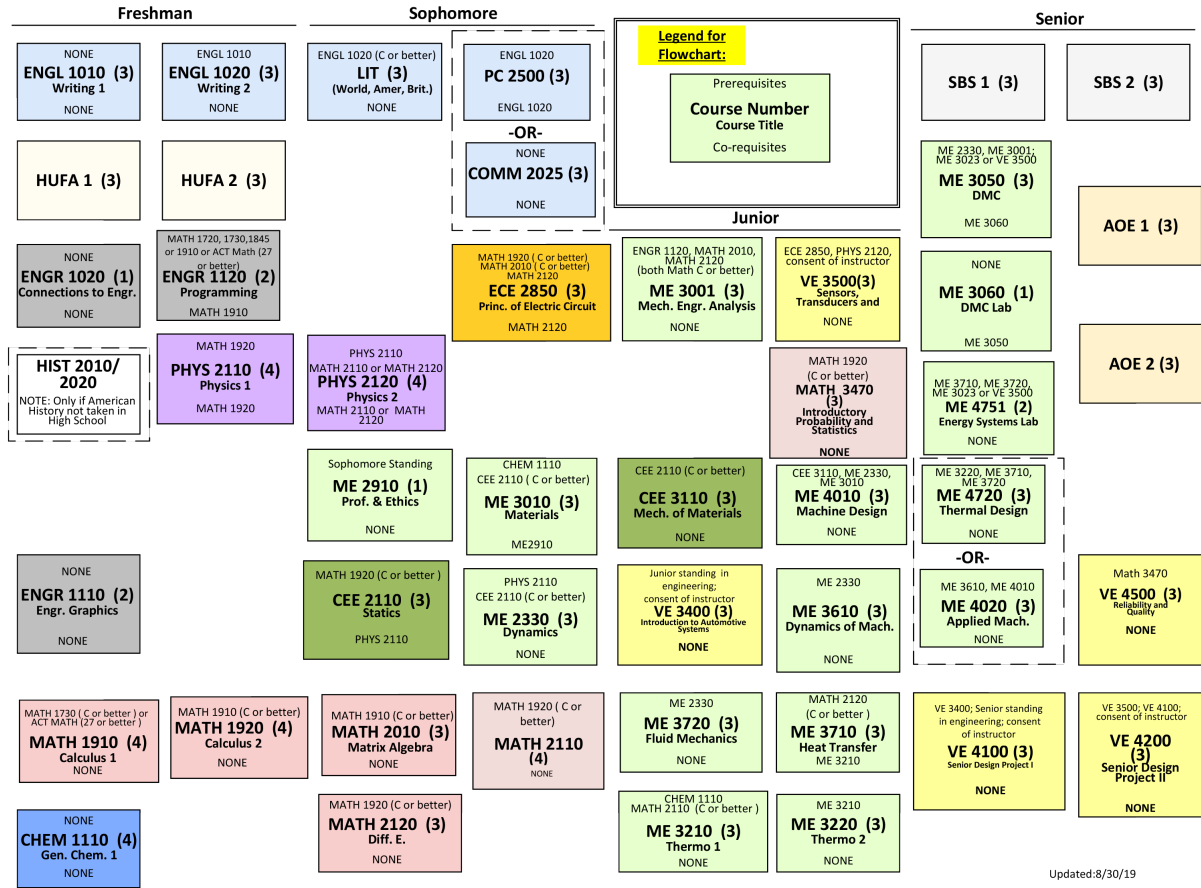 Freshman
Sophomore
Senior
NONE
ENGL 1010 (3)
Writing 1
NONE
ENGL 1010
ENGL 1020 (3)
Writing 2
NONE
ENGL 1020 (C or better)
LIT (3)
(World, Amer, Brit.)
NONE
ENGL 1020
PC 2500 (3)
ENGL 1020
-OR-
NONE
COMM 2025 (3)
NONE
Legend for
Flowchart:
Prerequisites
Course Number
Course Title
Co-requisites
SBS 1 (3)
SBS 2 (3)
HUFA 1 (3)
HUFA 2 (3)
ME 2330, ME 3001;
ME 3023 or VE 3500
ME 3050 (3)
DMC
ME 3060
AOE 1 (3)
Junior
NONE
ENGR 1020 (1)
Connections to Engr.
NONE
MATH 1720, 1730,1845
or 1910 or ACT Math (27
or better)
ENGR 1120 (2)
Programming
MATH 1910
MATH 1920 ( C or better)
MATH 2010 ( C or better)
MATH 2120
ECE 2850 (3)
Princ. of Electric Circuit
MATH 2120
ENGR 1120, MATH 2010,
MATH 2120
(both Math C or better)
ME 3001 (3)
Mech. Engr. Analysis
NONE
ECE 2850, PHYS 2120,
consent of instructor
VE 3500(3)
Sensors,
Transducers and
NONE
NONE
ME 3060 (1)
DMC Lab
ME 3050
AOE 2 (3)
HIST 2010/
2020
NOTE: Only if American
History not taken in
High School
MATH 1920
PHYS 2110 (4)
Physics 1
MATH 1920
PHYS 2110
MATH 2110 or MATH 2120
PHYS 2120 (4)
Physics 2
MATH 2110 or MATH
2120
MATH 1920
(C or better)
MATH 3470
(3)
Introductory
Probability and
Statistics
NONE
ME 3710, ME 3720,
ME 3023 or VE 3500
ME 4751 (2)
Energy Systems Lab
NONE
Sophomore Standing
ME 2910 (1)
Prof. & Ethics
NONE
CHEM 1110
CEE 2110 ( C or better)
ME 3010 (3)
Materials
ME2910
CEE 2110 (C or better)
CEE 3110 (3)
Mech. of Materials
NONE
CEE 3110, ME 2330,
ME 3010
ME 4010 (3)
Machine Design
NONE
ME 3220, ME 3710,
ME 3720
ME 4720 (3)
Thermal Design
NONE
-OR-
ME 3610, ME 4010
ME 4020 (3)
Applied Mach.
NONE
NONE
ENGR 1110 (2)
Engr. Graphics
NONE
MATH 1920 (C or better )
CEE 2110 (3)
Statics
PHYS 2110
PHYS 2110
CEE 2110 (C or better)
ME 2330 (3)
Dynamics
NONE
Junior standing in
engineering;
consent of instructor
VE 3400 (3)
Introduction to Automotive
Systems
NONE
ME 2330
ME 3610 (3)
Dynamics of Mach.
NONE
Math 3470
VE 4500 (3)
Reliability and
Quality
NONE
MATH 1730 ( C or better ) or
ACT MATH (27 or better )
MATH 1910 (4)
Calculus 1
NONE
MATH 1910 (C or better)
MATH 1920 (4)
Calculus 2
NONE
MATH 1910 (C or better)
MATH 2010 (3)
Matrix Algebra
NONE
MATH 1920 ( C or
better)
MATH 2110
(4)
NONE
ME 2330
ME 3720 (3)
Fluid Mechanics
NONE
MATH 2120
(C or better )
ME 3710 (3)
Heat Transfer
ME 3210
VE 3400; Senior standing
in engineering; consent
of instructor
VE 4100 (3)
Senior Design Project I
NONE
VE 3500; VE 4100;
consent of instructor
VE 4200
(3)
Senior Design
Project II
NONE
NONE
CHEM 1110 (4)
Gen. Chem. 1
NONE
MATH 1920 (C or better)
MATH 2120 (3)
Diff. E.
NONE
CHEM 1110
MATH 2110 (C or better )
ME 3210 (3)
Thermo 1
NONE
ME 3210
ME 3220 (3)
Thermo 2
NONE
Updated:8/30/19